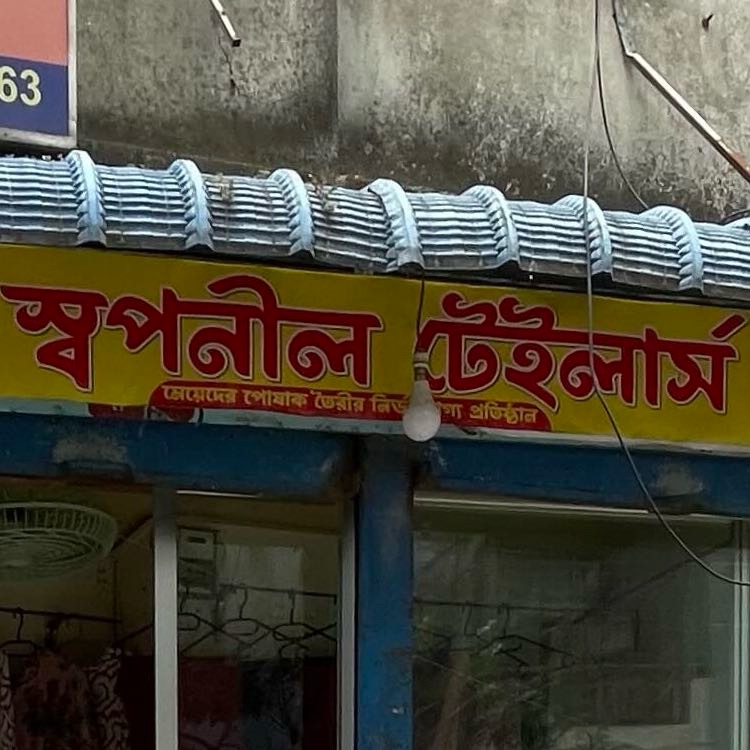 63
স্বপনীল টেইলার্স
মেয়েদের পোষাক তৈরীর প্রতিষ্ঠান